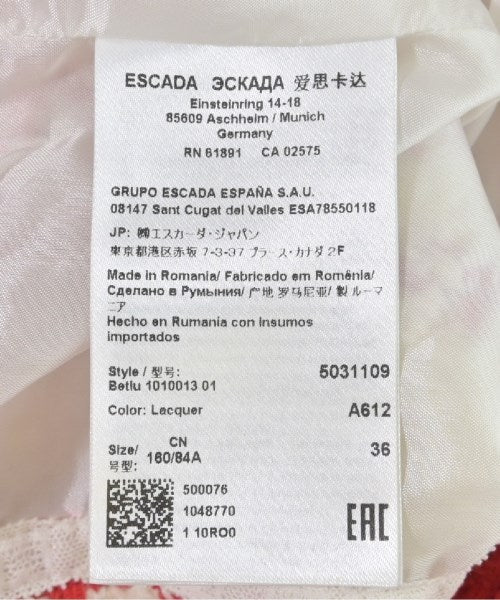 ESCADA ЭСКАДА 爱思卡达
Einsteinring 14-18
85609 Aschheim / Munich
Germany
RN 61891 CA 02575
GRUPO ESCADA ESPAÑA S.A.U.
08147 Sant Cugat del Valles ESA78550118
JP: ㈱エスカーダ・ジャパン
東京都港区赤坂 7-3-37 プラース・カナダ 2F
Made in Romania/ Fabricado em Romênia/
Сделано в Румыния/ 产地 罗马尼亚/ 製 ルーマ
ニア
Hecho en Rumania con insumos
importados
Style / 型号: 5031109
Betlu 1010013 01
Color: Lacquer A612
Size/ CN 36
号型: 160/84A
500076
1048770
1 10RO0
EAC